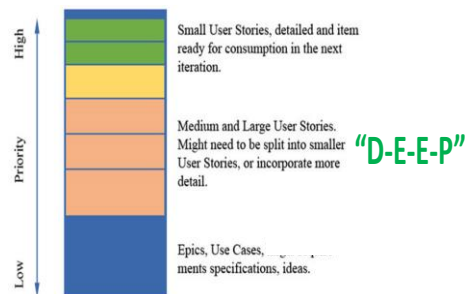 High
Priority
Low
Small User Stories, detailed and item
ready for consumption in the next
iteration.
Medium and Large User Stories.
Might need to be split into smaller
User Stories, or incorporate more
detail.
"D-E-E-P"
Epics, Use Cases,
ments specifications, ideas.